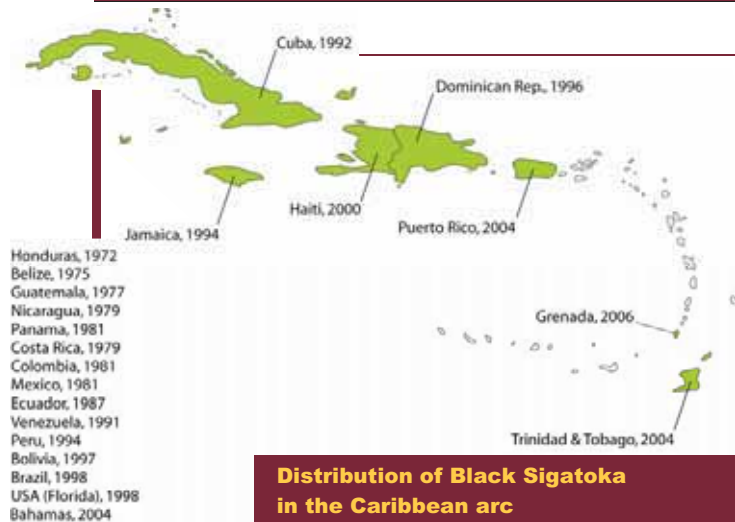 Cuba, 1992
Dominican Rep., 1996
Haiti, 2000
Puerto Rico, 2004
Jamaica, 1994
Honduras, 1972
Belize, 1975
Guatemala, 1977
Nicaragua, 1979
Panama, 1981
Costa Rica, 1979
Colombia, 1981
Mexico, 1981
Ecuador, 1987
Venezuela, 1991
Peru, 1994
Bolivia, 1997
Brazil, 1998
USA (Florida), 1998
Bahamas, 2004
Grenada, 2006
Trinidad & Tobago, 2004
Distribution of Black Sigatoka
in the Caribbean arc